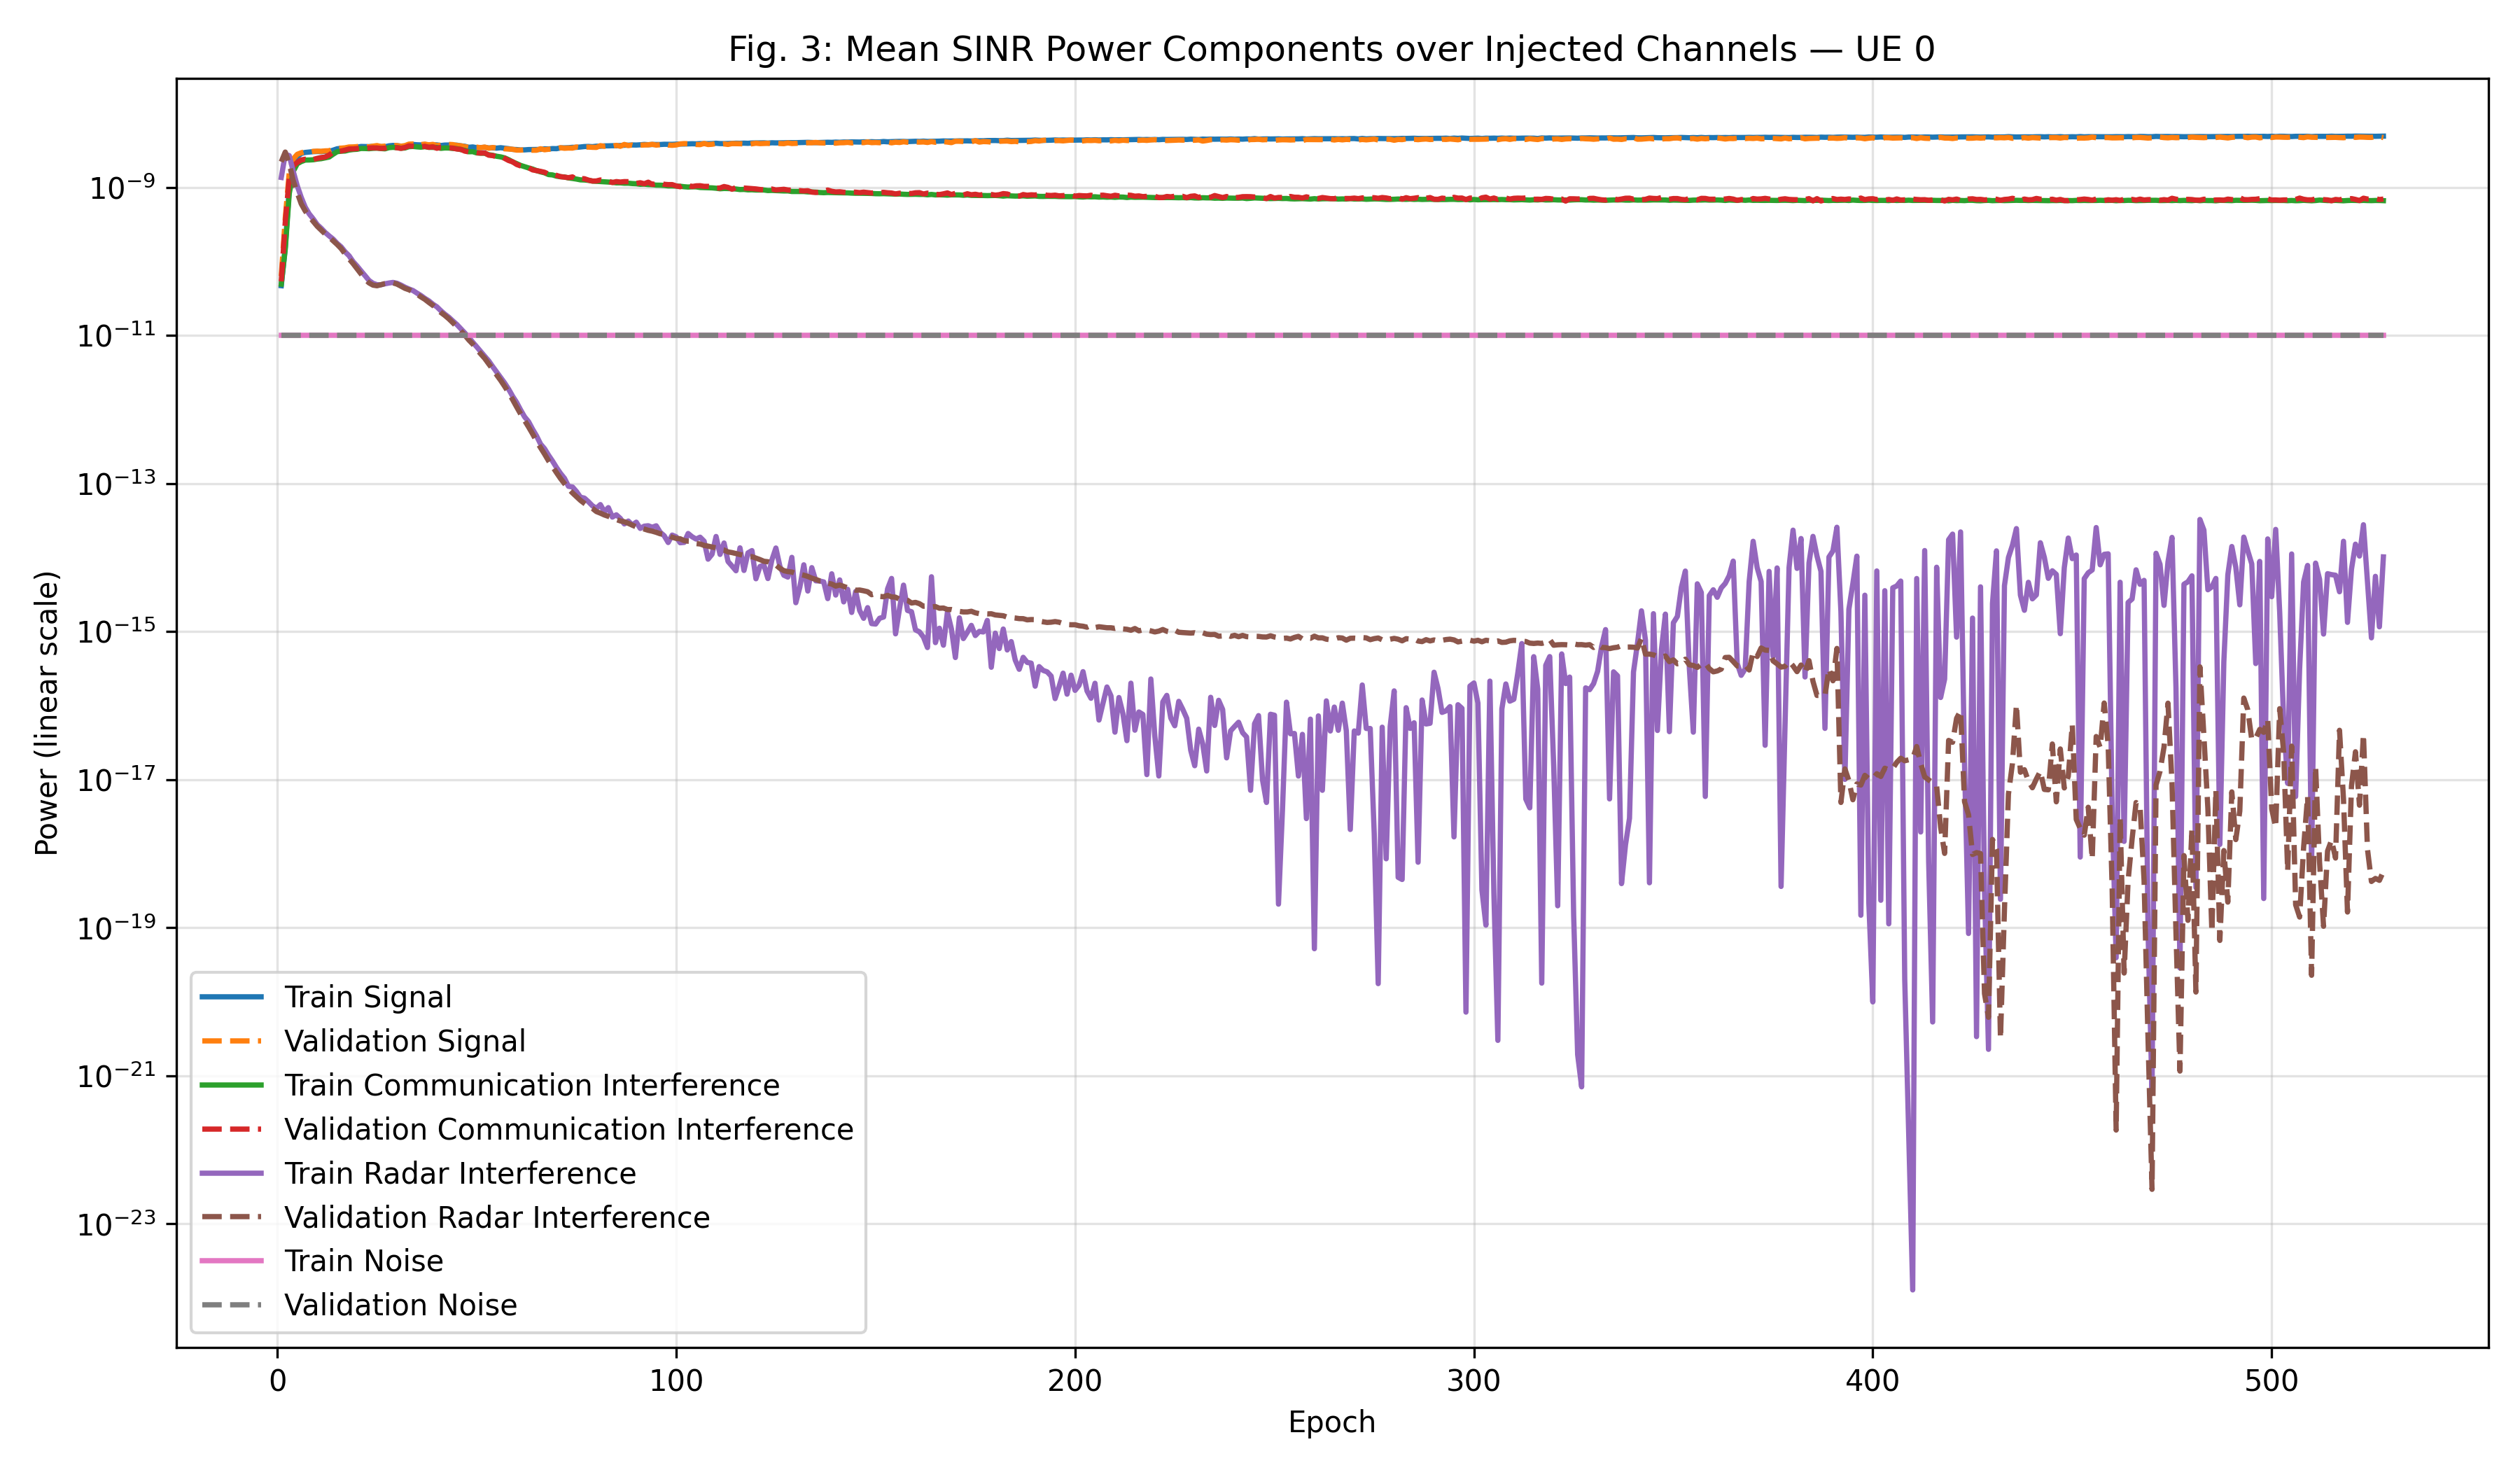 Fig. 3: Mean SINR Power Components over Injected Channels — UE 0
Power (linear scale)
10⁻⁹
10⁻¹¹
10⁻¹³
10⁻¹⁵
10⁻¹⁷
10⁻¹⁹
10⁻²¹
10⁻²³
Train Signal
Validation Signal
Train Communication Interference
Validation Communication Interference
Train Radar Interference
Validation Radar Interference
Train Noise
Validation Noise
0 100 200 300 400 500
Epoch